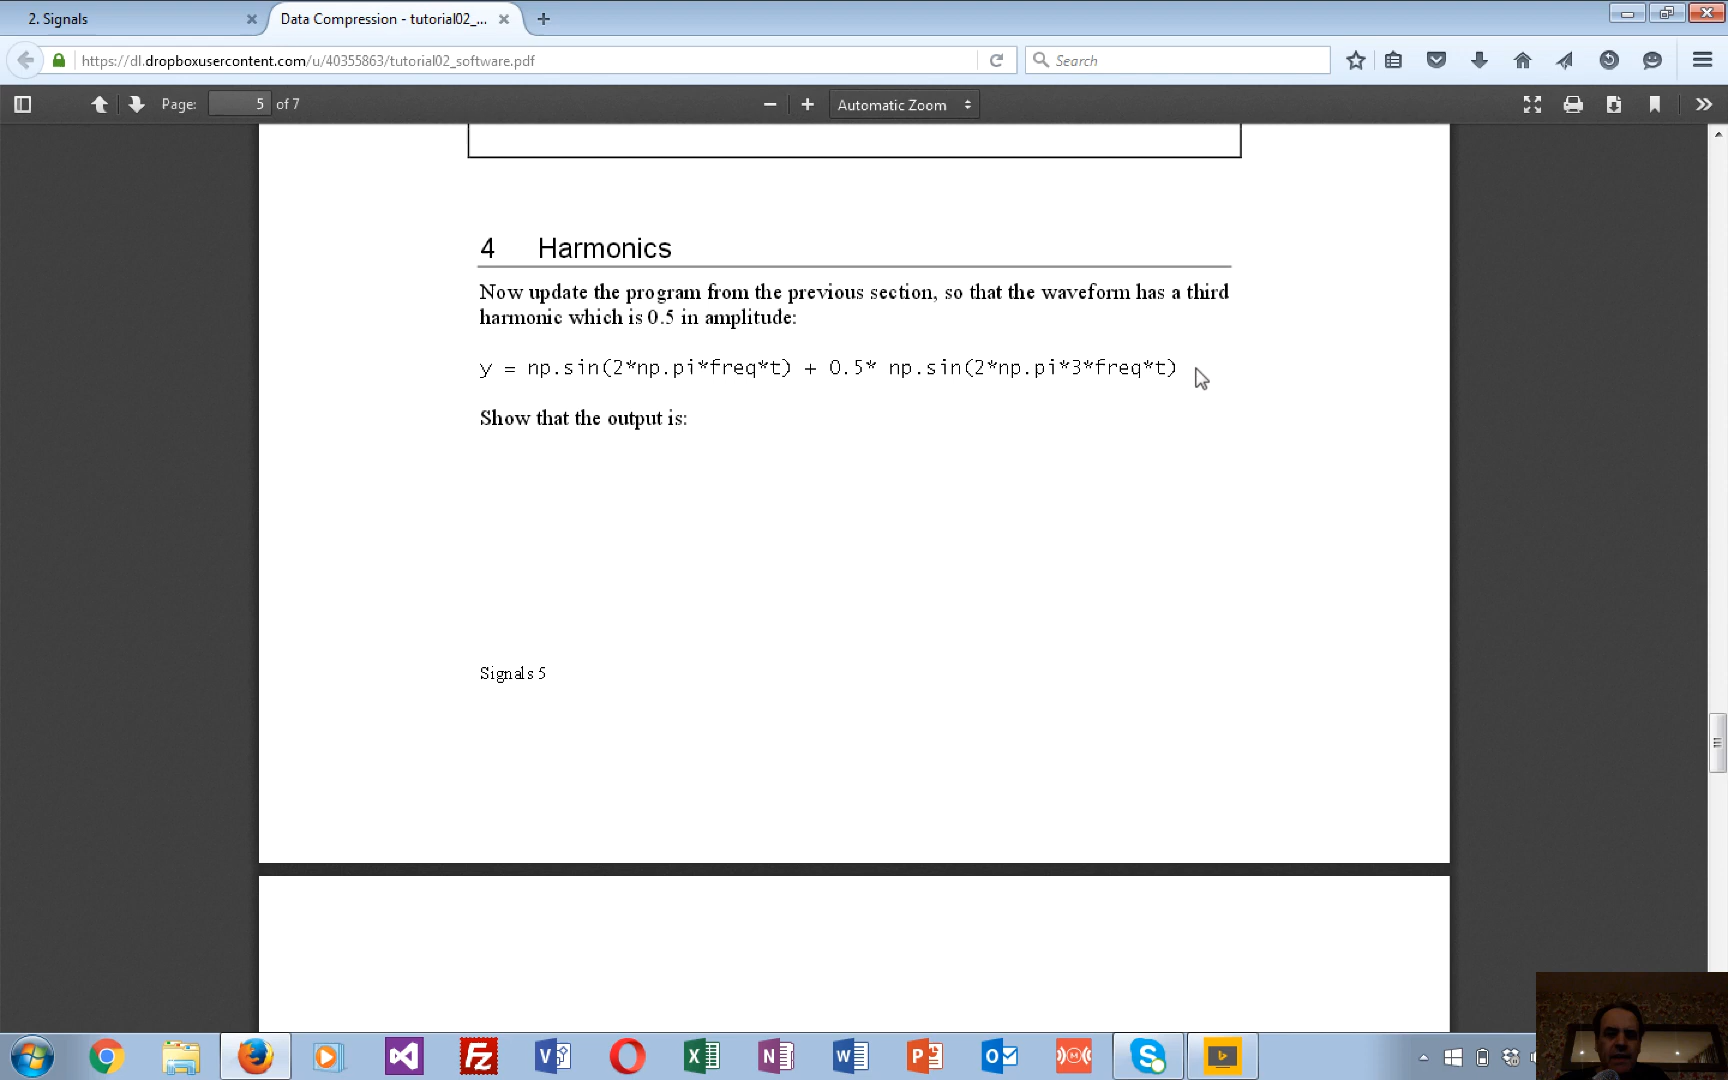 2. Signals
Data Compression - tutorial02_...
https://dl.dropboxusercontent.com/u/40355863/tutorial02_software.pdf
Search
Page: 5 of 7
Automatic Zoom
4 Harmonics
Now update the program from the previous section, so that the waveform has a third
harmonic which is 0.5 in amplitude:
y = np.sin(2*np.pi*freq*t) + 0.5* np.sin(2*np.pi*3*freq*t)
Show that the output is:
Signals 5